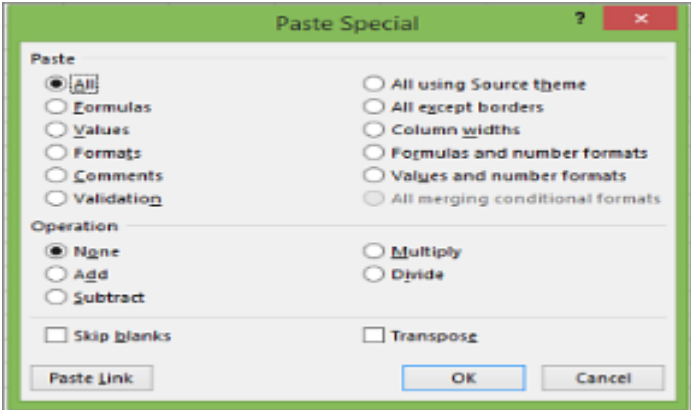 Paste Special ?
Paste
All
All using Source theme
Formulas
All except borders
Values
Column widths
Formats
Formulas and number formats
Comments
Values and number formats
Validation
All merging conditional formats
Operation
None
Multiply
Add
Divide
Subtract
Skip blanks
Transpose
Paste Link
OK
Cancel